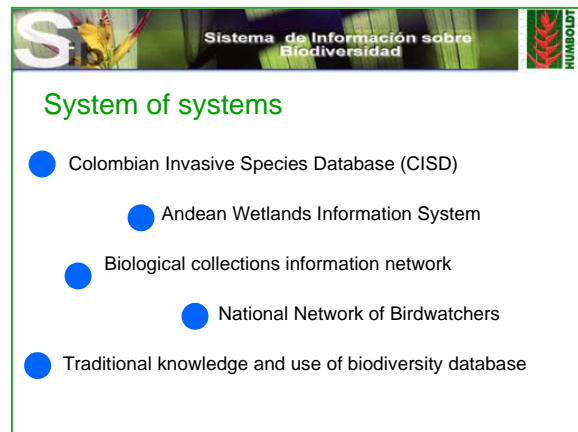 SIB
Sistema de Información sobre
Biodiversidad
HUMBOLDT
System of systems
Colombian Invasive Species Database (CISD)
Andean Wetlands Information System
Biological collections information network
National Network of Birdwatchers
Traditional knowledge and use of biodiversity database